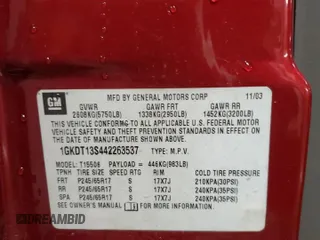 GM
MFD BY GENERAL MOTORS CORP 11/03
GVWR GAWR FRT GAWR RR
2608KG(5750LB) 1338KG(2950LB) 1452KG(3200LB)
THIS VEHICLE CONFORMS TO ALL APPLICABLE U.S. FEDERAL MOTOR
VEHICLE SAFETY AND THEFT PREVENTION STANDARDS IN
EFFECT ON THE DATE OF MANUFACTURE SHOWN ABOVE.
1GKDT13S442263537 TYPE: M.P.V.
MODEL: T15506 PAYLOAD = 446KG(983LB)
TPNH TIRE SIZE SPEED RTG RIM COLD TIRE PRESSURE
FRT P245/65R17 S 17X7J 210KPA(30PSI)
RR P245/65R17 S 17X7J 240KPA(35PSI)
SP P245/65R17 S 17X7J 240KPA(35PSI)
SEE OWNER'S MANUAL FOR
AUTOBIDMAD